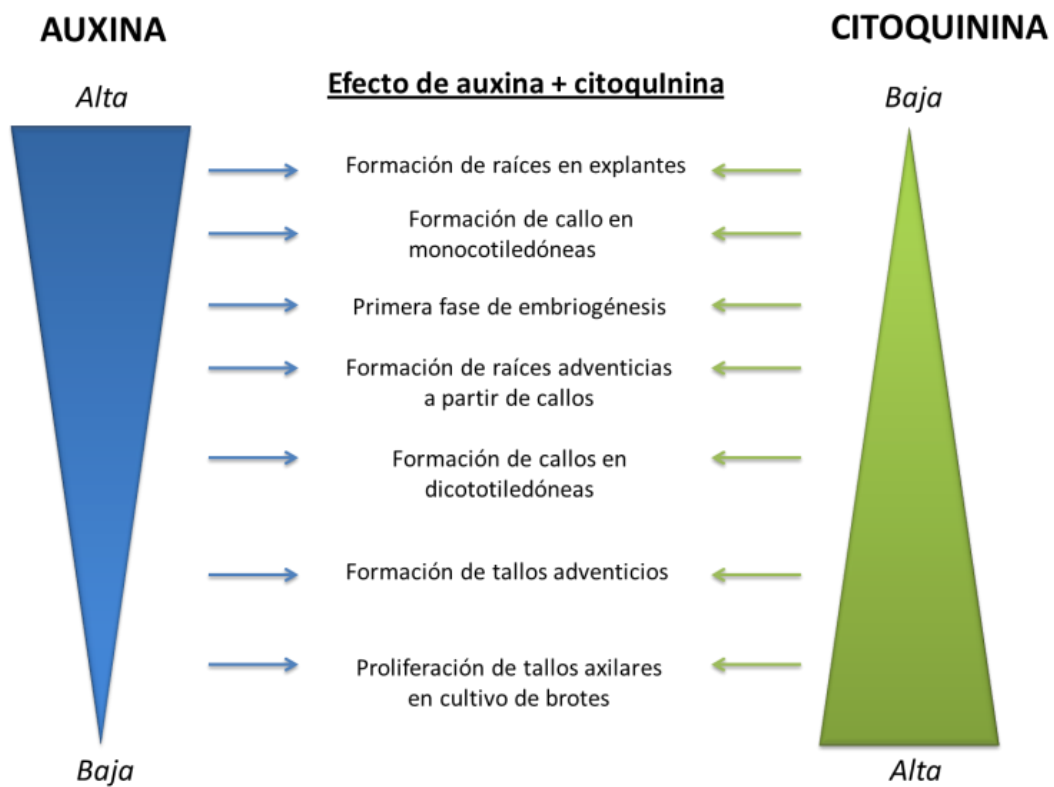 AUXINA
CITOQUININA
Efecto de auxina + citoquInina
Alta
Baja
Formación de raíces en explantes
Formación de callo en
monocotiledóneas
Primera fase de embriogénesis
Formación de raíces adventicias
a partir de callos
Formación de callos en
dicototiledóneas
Formación de tallos adventicios
Proliferación de tallos axilares
en cultivo de brotes
Baja
Alta